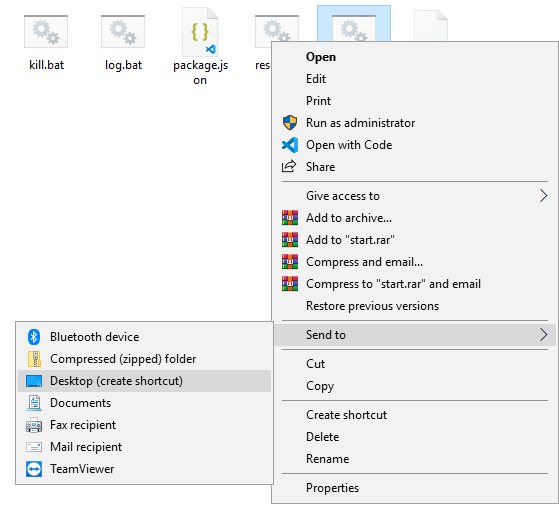 kill.bat
log.bat
package.js
on
Open
Edit
Print
Run as administrator
Open with Code
Share
Give access to
Add to archive...
Add to "start.rar"
Compress and email...
Compress to "start.rar" and email
Restore previous versions
Send to
Cut
Copy
Create shortcut
Delete
Rename
Properties
Bluetooth device
Compressed (zipped) folder
Desktop (create shortcut)
Documents
Fax recipient
Mail recipient
TeamViewer